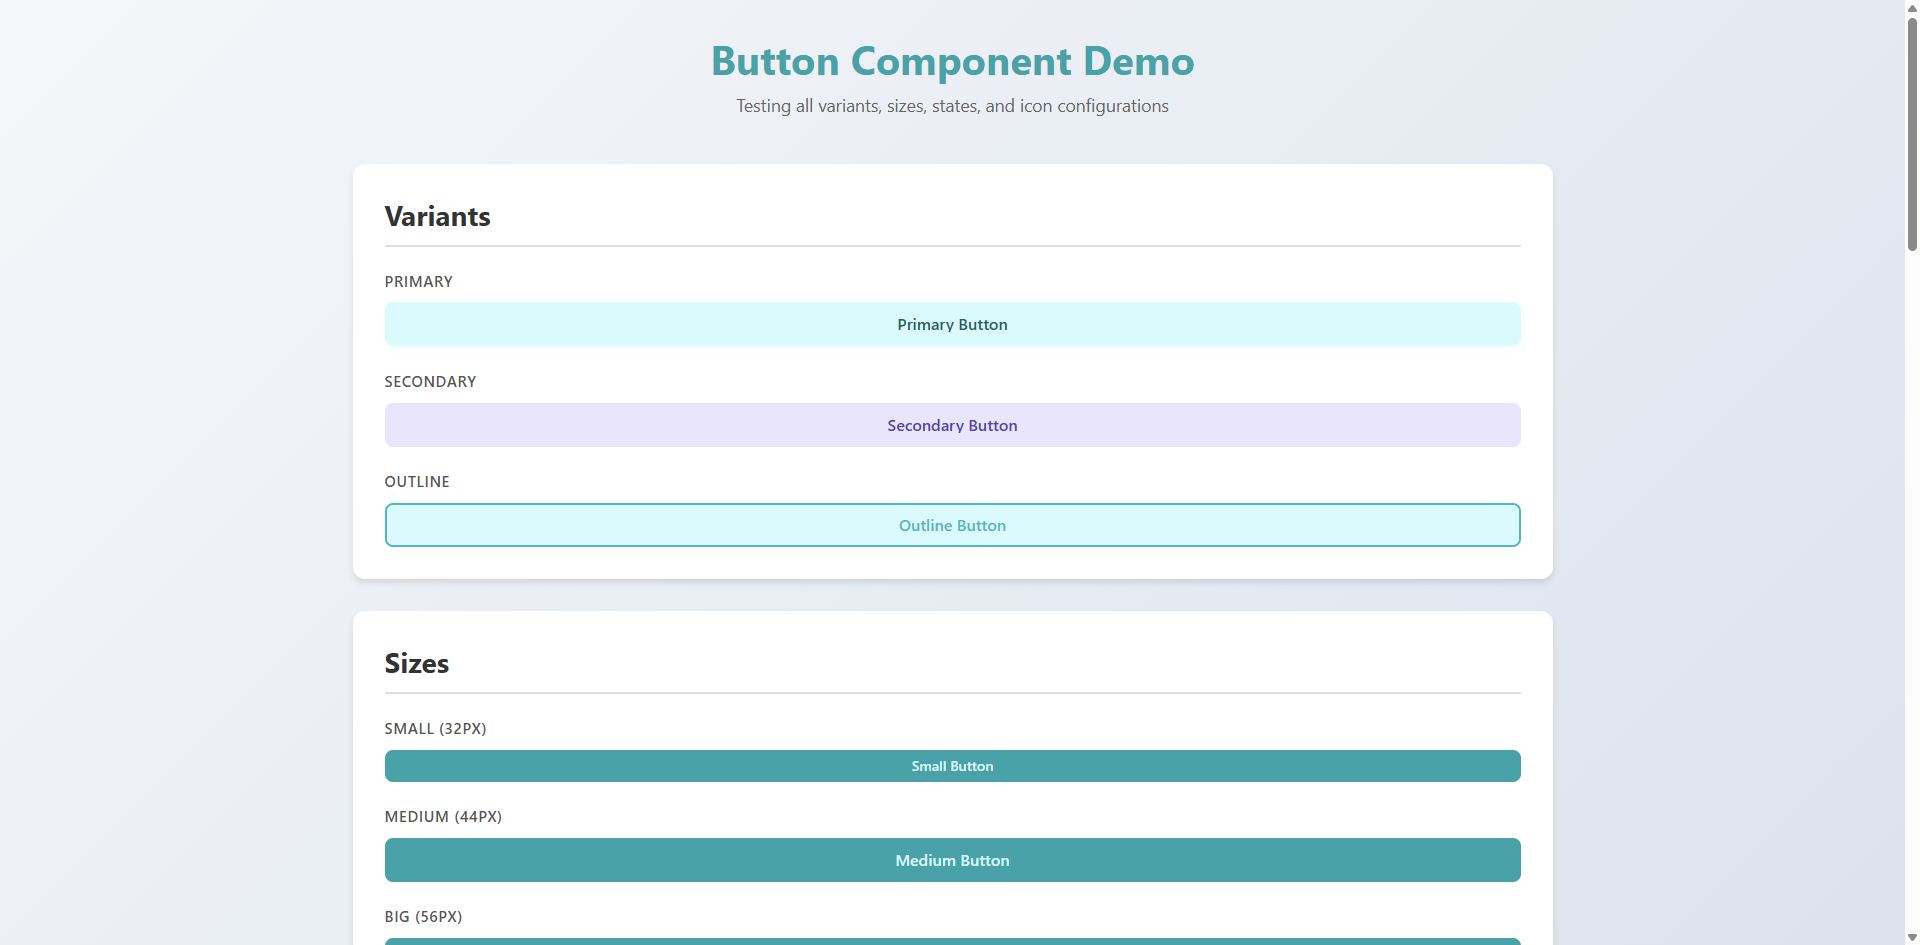 Button Component Demo
Testing all variants, sizes, states, and icon configurations
Variants
PRIMARY
Primary Button
SECONDARY
Secondary Button
OUTLINE
Outline Button
Sizes
SMALL (32PX)
Small Button
MEDIUM (44PX)
Medium Button
BIG (56PX)